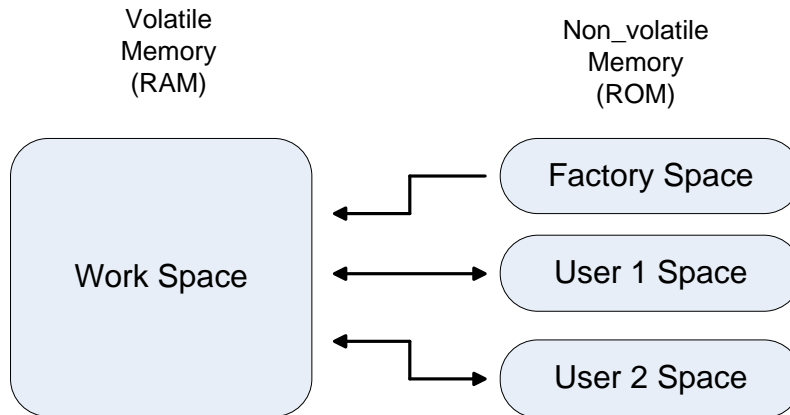 Volatile
Memory
(RAM)
Non_volatile
Memory
(ROM)
Work Space
Factory Space
User 1 Space
User 2 Space